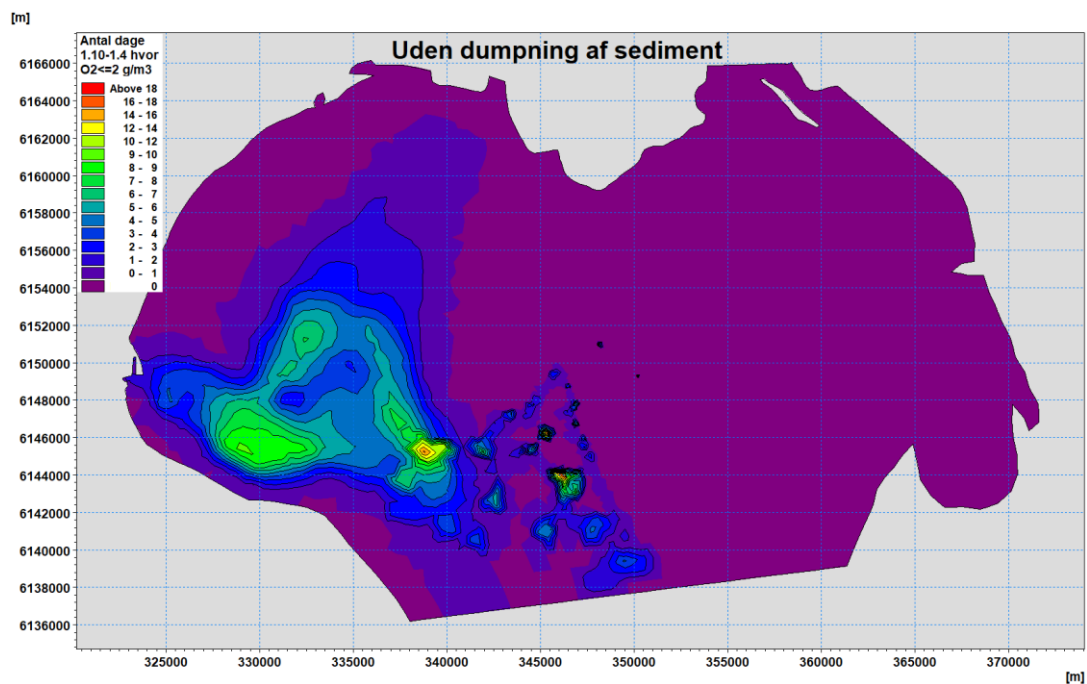 [m]
Uden dumpning af sediment
Antal dage
1.10-1.4 hvor
O2<=2 g/m3
Above 18
16 - 18
14 - 16
12 - 14
10 - 12
9 - 10
8 - 9
7 - 8
6 - 7
5 - 6
4 - 5
3 - 4
2 - 3
1 - 2
0 - 1
0
6166000
6164000
6162000
6160000
6158000
6156000
6154000
6152000
6150000
6148000
6146000
6144000
6142000
6140000
6138000
6136000
325000 330000 335000 340000 345000 350000 355000 360000 365000 370000
[m]